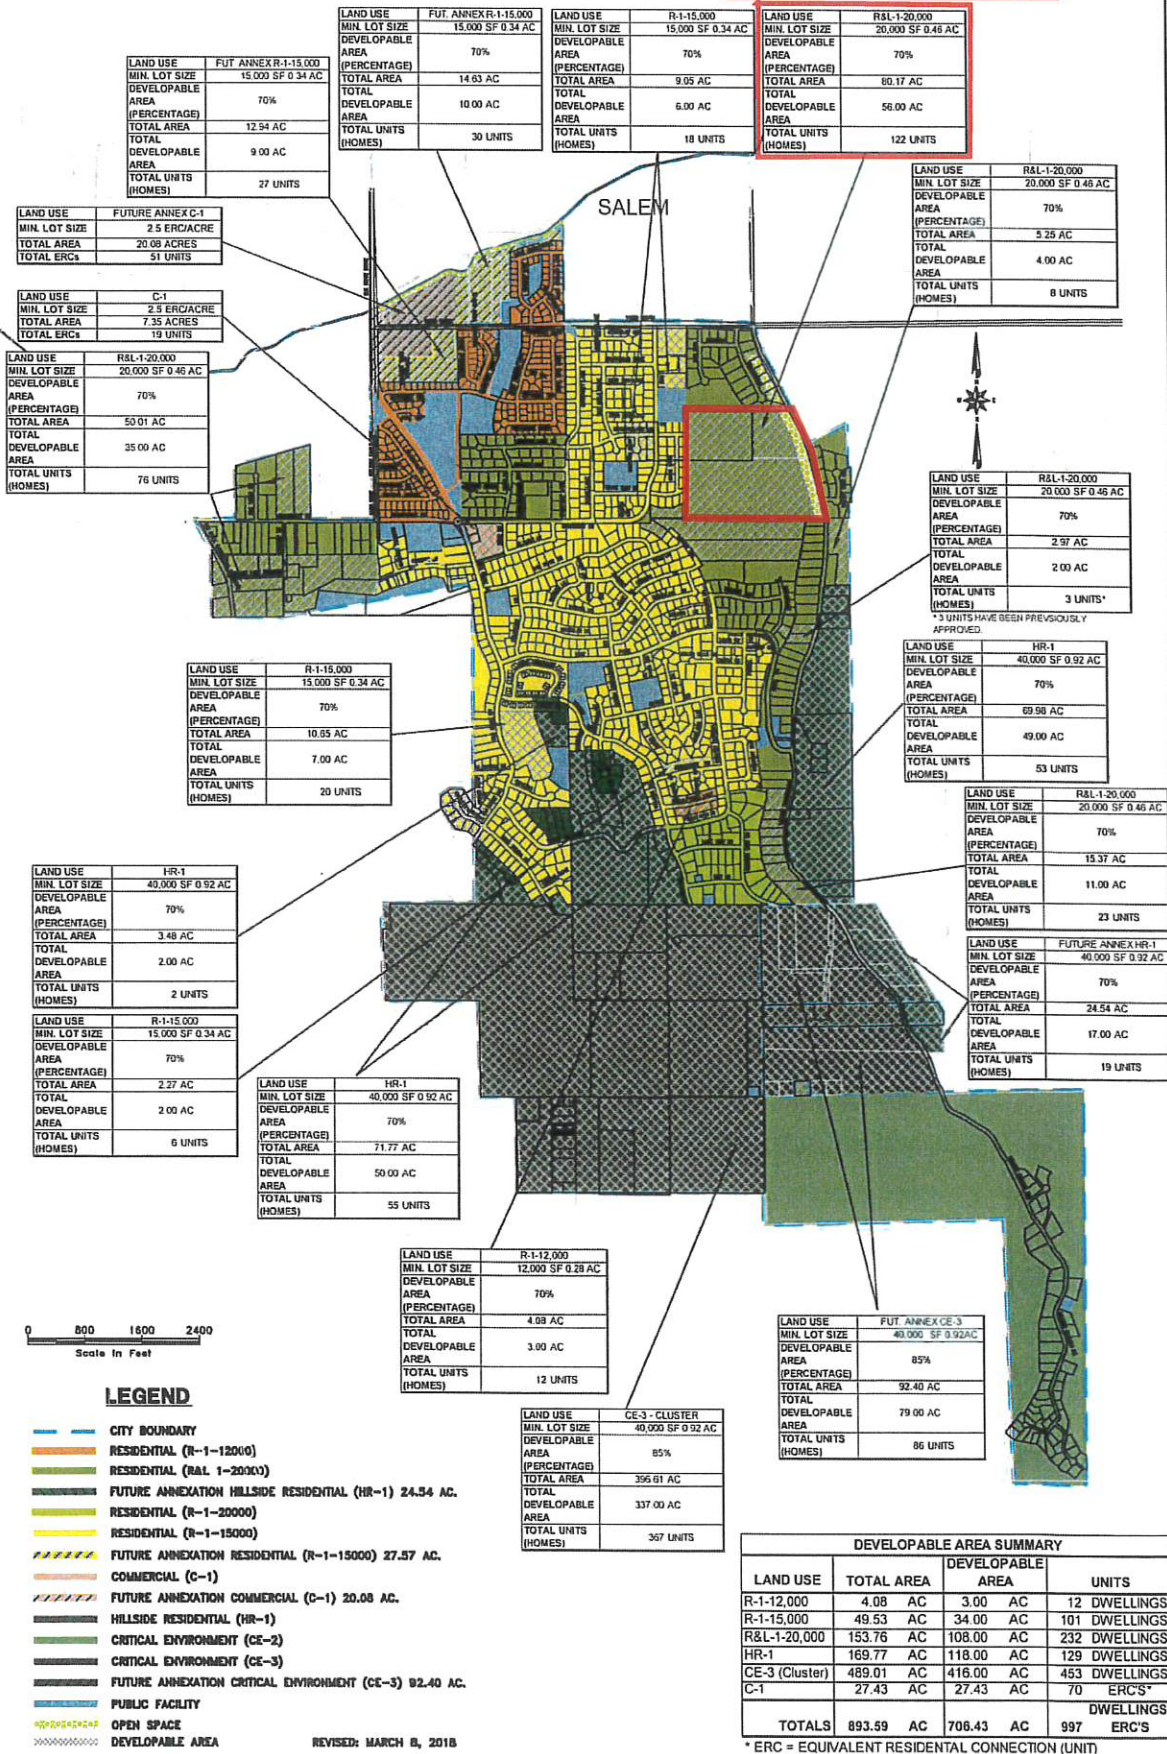 LAND USE FUT. ANNEX R-1-15,000
MIN. LOT SIZE 15,000 SF 0.34 AC
DEVELOPABLE AREA (PERCENTAGE) 70%
TOTAL AREA 14.63 AC
TOTAL DEVELOPABLE AREA 10.00 AC
TOTAL UNITS (HOMES) 30 UNITS
LAND USE R-1-15,000
MIN. LOT SIZE 15,000 SF 0.34 AC
DEVELOPABLE AREA (PERCENTAGE) 70%
TOTAL AREA 9.05 AC
TOTAL DEVELOPABLE AREA 6.00 AC
TOTAL UNITS (HOMES) 18 UNITS
LAND USE R&L-1-20,000
MIN. LOT SIZE 20,000 SF 0.46 AC
DEVELOPABLE AREA (PERCENTAGE) 70%
TOTAL AREA 80.17 AC
TOTAL DEVELOPABLE AREA 56.00 AC
TOTAL UNITS (HOMES) 122 UNITS
LAND USE FUT ANNEX R-1-15,000
MIN. LOT SIZE 15,000 SF 0.34 AC
DEVELOPABLE AREA (PERCENTAGE) 70%
TOTAL AREA 12.94 AC
TOTAL DEVELOPABLE AREA 9.00 AC
TOTAL UNITS (HOMES) 27 UNITS
LAND USE R&L-1-20,000
MIN. LOT SIZE 20,000 SF 0.46 AC
DEVELOPABLE AREA (PERCENTAGE) 70%
TOTAL AREA 5.25 AC
TOTAL DEVELOPABLE AREA 4.00 AC
TOTAL UNITS (HOMES) 8 UNITS
SALEM
LAND USE FUTURE ANNEX C-1
MIN. LOT SIZE 2.5 ERC/ACRE
TOTAL AREA 20.08 ACRES
TOTAL ERCs 51 UNITS
LAND USE C-1
MIN. LOT SIZE 2.5 ERC/ACRE
TOTAL AREA 7.35 ACRES
TOTAL ERCs 19 UNITS
LAND USE R&L-1-20,000
MIN. LOT SIZE 20,000 SF 0.46 AC
DEVELOPABLE AREA (PERCENTAGE) 70%
TOTAL AREA 50.01 AC
TOTAL DEVELOPABLE AREA 35.00 AC
TOTAL UNITS (HOMES) 76 UNITS
LAND USE R&L-1-20,000
MIN. LOT SIZE 20,000 SF 0.46 AC
DEVELOPABLE AREA (PERCENTAGE) 70%
TOTAL AREA 2.97 AC
TOTAL DEVELOPABLE AREA 2.00 AC
TOTAL UNITS (HOMES) 3 UNITS*
* 3 UNITS HAVE BEEN PREVSIOUSLY
APPROVED.
LAND USE HR-1
MIN. LOT SIZE 40,000 SF 0.92 AC
DEVELOPABLE AREA (PERCENTAGE) 70%
TOTAL AREA 69.98 AC
TOTAL DEVELOPABLE AREA 49.00 AC
TOTAL UNITS (HOMES) 53 UNITS
LAND USE R-1-15,000
MIN. LOT SIZE 15,000 SF 0.34 AC
DEVELOPABLE AREA (PERCENTAGE) 70%
TOTAL AREA 10.65 AC
TOTAL DEVELOPABLE AREA 7.00 AC
TOTAL UNITS (HOMES) 20 UNITS
LAND USE R&L-1-20,000
MIN. LOT SIZE 20,000 SF 0.46 AC
DEVELOPABLE AREA (PERCENTAGE) 70%
TOTAL AREA 15.37 AC
TOTAL DEVELOPABLE AREA 11.00 AC
TOTAL UNITS (HOMES) 23 UNITS
LAND USE HR-1
MIN. LOT SIZE 40,000 SF 0.92 AC
DEVELOPABLE AREA (PERCENTAGE) 70%
TOTAL AREA 3.48 AC
TOTAL DEVELOPABLE AREA 2.00 AC
TOTAL UNITS (HOMES) 2 UNITS
LAND USE FUTURE ANNEX HR-1
MIN. LOT SIZE 40,000 SF 0.92 AC
DEVELOPABLE AREA (PERCENTAGE) 70%
TOTAL AREA 24.54 AC
TOTAL DEVELOPABLE AREA 17.00 AC
TOTAL UNITS (HOMES) 19 UNITS
LAND USE R-1-15,000
MIN. LOT SIZE 15,000 SF 0.34 AC
DEVELOPABLE AREA (PERCENTAGE) 70%
TOTAL AREA 2.27 AC
TOTAL DEVELOPABLE AREA 2.00 AC
TOTAL UNITS (HOMES) 6 UNITS
LAND USE HR-1
MIN. LOT SIZE 40,000 SF 0.92 AC
DEVELOPABLE AREA (PERCENTAGE) 70%
TOTAL AREA 71.77 AC
TOTAL DEVELOPABLE AREA 50.00 AC
TOTAL UNITS (HOMES) 55 UNITS
LAND USE R-1-12,000
MIN. LOT SIZE 12,000 SF 0.28 AC
DEVELOPABLE AREA (PERCENTAGE) 70%
TOTAL AREA 4.08 AC
TOTAL DEVELOPABLE AREA 3.00 AC
TOTAL UNITS (HOMES) 12 UNITS
LAND USE FUT. ANNEX CE-3
MIN. LOT SIZE 40,000 SF 0.92AC
DEVELOPABLE AREA (PERCENTAGE) 85%
TOTAL AREA 92.40 AC
TOTAL DEVELOPABLE AREA 79.00 AC
TOTAL UNITS (HOMES) 86 UNITS
LAND USE CE-3 - CLUSTER
MIN. LOT SIZE 40,000 SF 0.92 AC
DEVELOPABLE AREA (PERCENTAGE) 85%
TOTAL AREA 396.61 AC
TOTAL DEVELOPABLE AREA 337.00 AC
TOTAL UNITS (HOMES) 367 UNITS
0 800 1600 2400
Scale In Feet
LEGEND
CITY BOUNDARY
RESIDENTIAL (R-1-12000)
RESIDENTIAL (R&L 1-20000)
FUTURE ANNEXATION HILLSIDE RESIDENTIAL (HR-1) 24.54 AC.
RESIDENTIAL (R-1-20000)
RESIDENTIAL (R-1-15000)
FUTURE ANNEXATION RESIDENTIAL (R-1-15000) 27.57 AC.
COMMERCIAL (C-1)
FUTURE ANNEXATION COMMERCIAL (C-1) 20.08 AC.
HILLSIDE RESIDENTIAL (HR-1)
CRITICAL ENVIRONMENT (CE-2)
CRITICAL ENVIRONMENT (CE-3)
FUTURE ANNEXATION CRITICAL ENVIRONMENT (CE-3) 92.40 AC.
PUBLIC FACILITY
OPEN SPACE
DEVELOPABLE AREA REVISED: MARCH 8, 2018
DEVELOPABLE AREA SUMMARY
LAND USE TOTAL AREA DEVELOPABLE AREA UNITS
R-1-12,000 4.08 AC 3.00 AC 12 DWELLINGS
R-1-15,000 49.53 AC 34.00 AC 101 DWELLINGS
R&L-1-20,000 153.76 AC 108.00 AC 232 DWELLINGS
HR-1 169.77 AC 118.00 AC 129 DWELLINGS
CE-3 (Cluster) 489.01 AC 416.00 AC 453 DWELLINGS
C-1 27.43 AC 27.43 AC 70 ERC'S*
TOTALS 893.59 AC 706.43 AC 997 DWELLINGS ERC'S
* ERC = EQUIVALENT RESIDENTAL CONNECTION (UNIT)